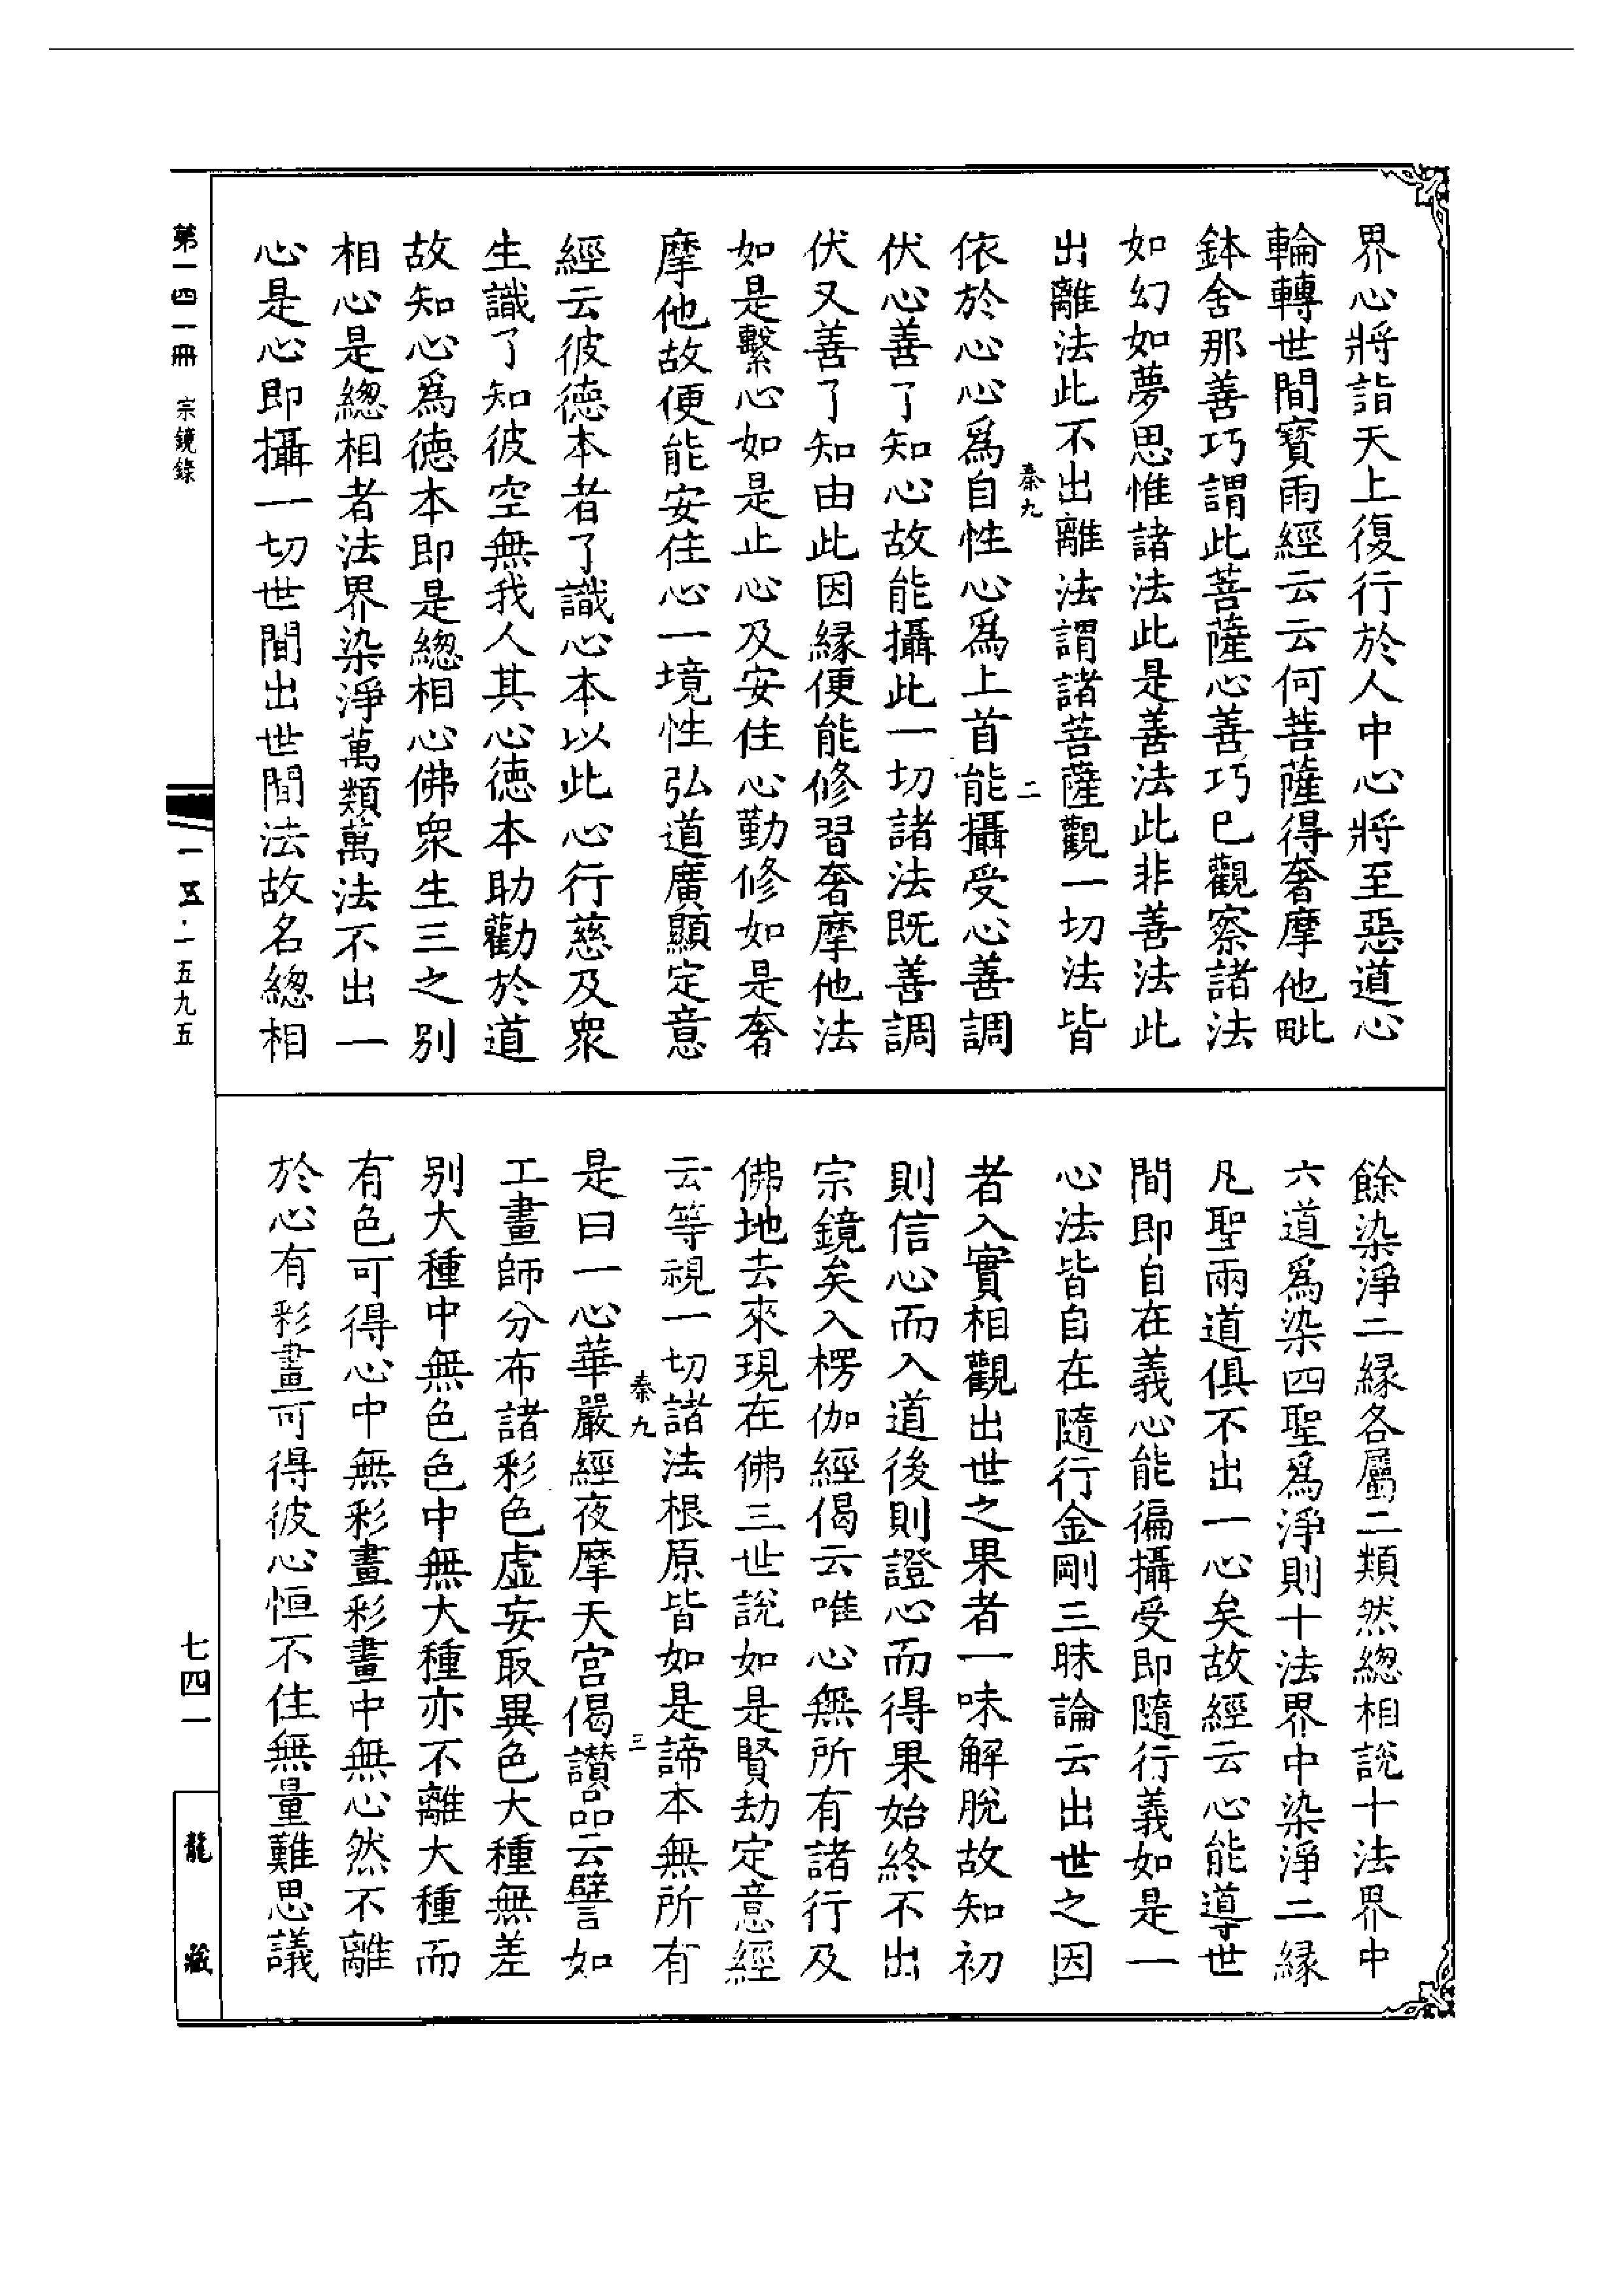 界心將詣天上復行於人中心將至惡道心
輪轉世間寳雨經云云何菩薩得奢摩他毗
鉢舍那善巧謂此菩薩心善巧已觀察諸法
如幻如夢思惟諸法此是善法此非善法此
出離法此不出離法謂諸菩薩觀一切法皆
秦九
二
依於心心爲自性心爲上首能攝受心善調
伏心善了知心故能攝此一切諸法既善調
伏又善了知由此因緣便能修習奢摩他法
如是繫心如是止心及安住心勤修如是奢
摩他故便能安住心一境性弘道廣顯定意
經云彼德本者了識心本以此心行慈及衆
生識了知彼空無我人其心德本助勸於道
故知心爲德本即是總相心佛衆生三之別
相心是總相者法界染淨萬類萬法不出一
心是心即攝一切世間出世間法故名總相
餘染淨二緣各屬二類然總相說十法界中
六道爲染四聖爲淨則十法界中染淨二緣
凡聖兩道俱不出一心矣故經云心能導世
間即自在義心能徧攝受即隨行義如是一
心法皆自在隨行金剛三昧論云出世之因
者入實相觀出世之果者一味解脫故知初
則信心而入道後則證心而得果始終不出
宗鏡矣入楞伽經偈云唯心無所有諸行及
佛地去來現在佛三世說如是賢劫定意經
云等視一切諸法根原皆如是諦本無所有
秦九
三
是曰一心華嚴經夜摩天宮偈讃品云譬如
工畫師分布諸彩色虛妄取異色大種無差
別大種中無色色中無大種亦不離大種而
有色可得心中無彩畫彩畫中無心然不離
於心有彩畫可得彼心恒不住無量難思議
第一四一冊 宗鏡錄
一五·一五九五
七四一
龍藏